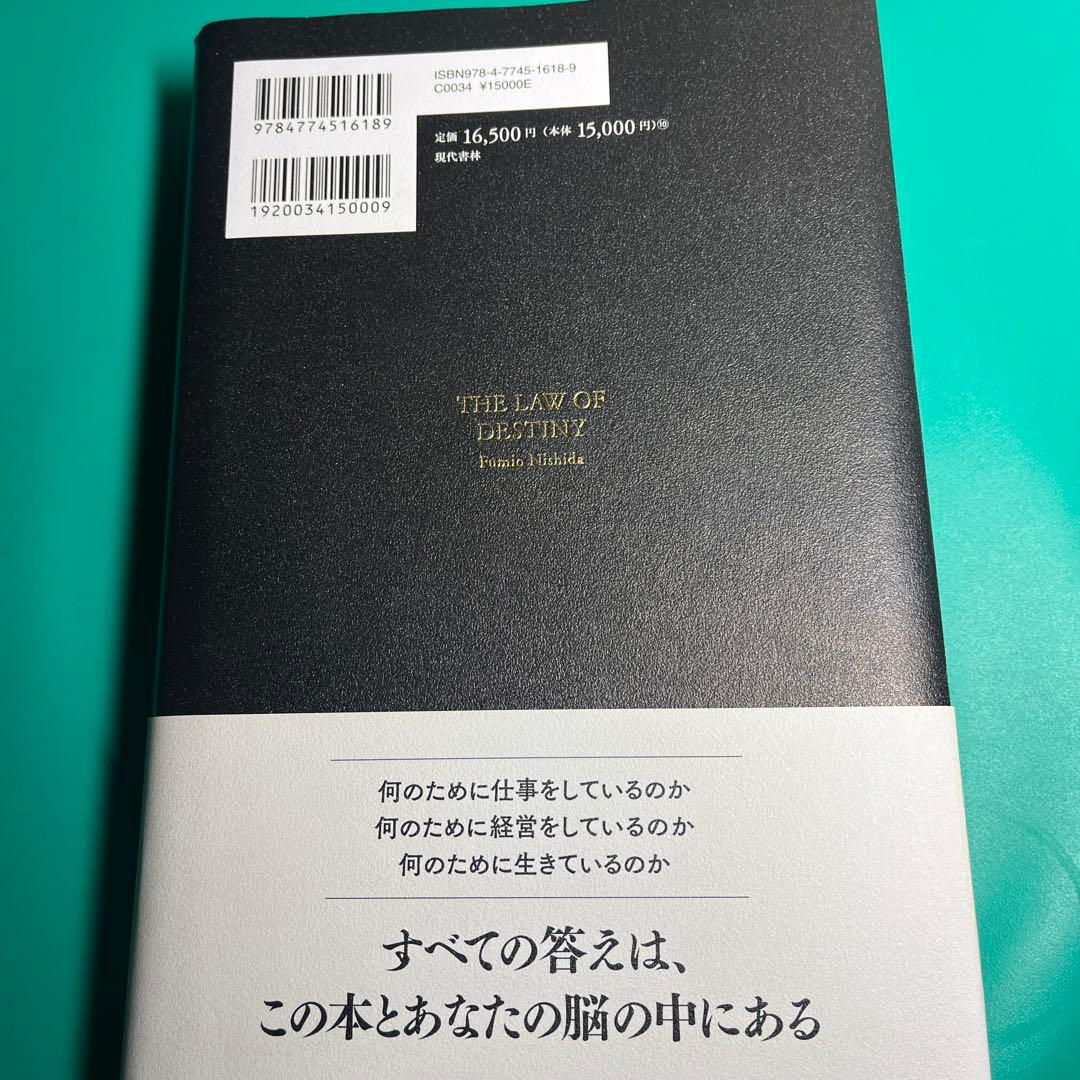 ISBN978-4-7745-1618-9
C0034 ¥15000E
9784774516189
1920034150009
定価 16,500円(本体 15,000円)⑩
現代書林
THE LAW OF
DESTINY
Fumio Nishida
何のために仕事をしているのか
何のために経営をしているのか
何のために生きているのか
すべての答えは、
この本とあなたの脳の中にある